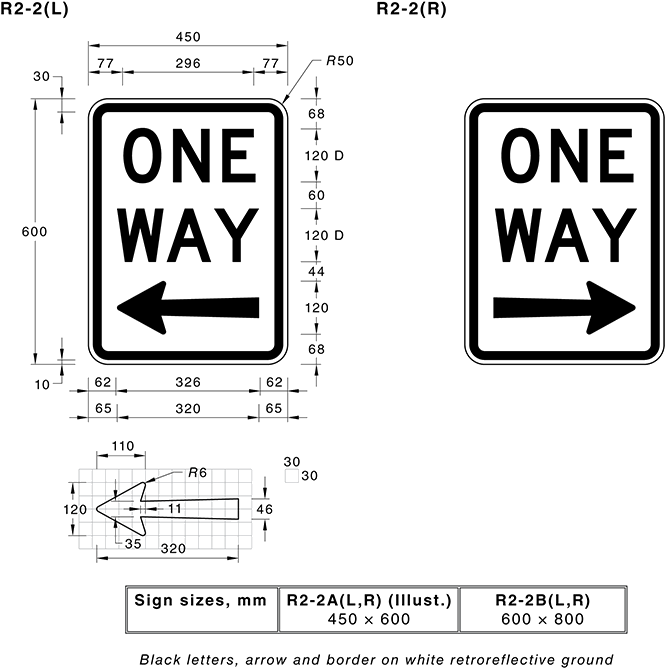 R2-2(L)
R2-2(R)
450
77 296 77
R50
30
68
ONE
120 D
60
WAY
600
120 D
44
120
68
10
ONE
WAY
62 326 62
65 320 65
110
R6
30
30
120
11
46
35
320
Sign sizes, mm
R2-2A(L,R) (Illust.)
450 × 600
R2-2B(L,R)
600 × 800
Black letters, arrow and border on white retroreflective ground